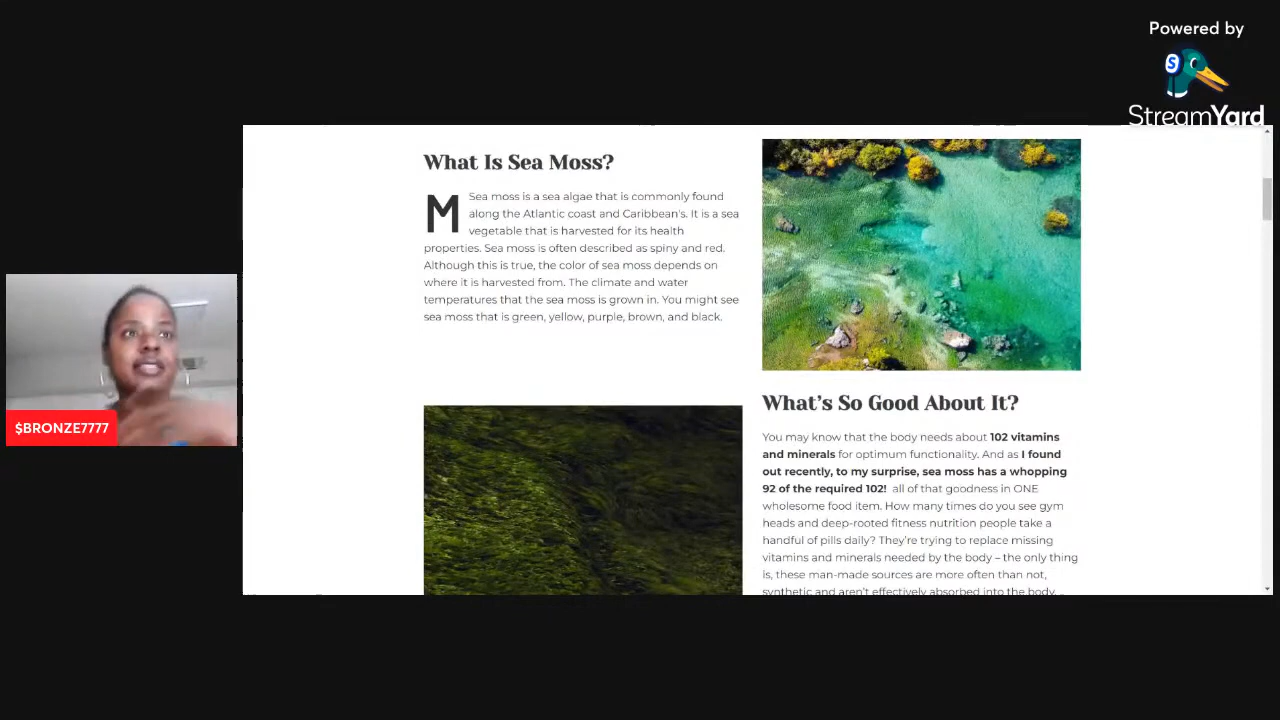 Powered by
StreamYard
What Is Sea Moss?
M Sea moss is a sea algae that is commonly found
along the Atlantic coast and Caribbean's. It is a sea
vegetable that is harvested for its health
properties. Sea moss is often described as spiny and red.
Although this is true, the color of sea moss depends on
where it is harvested from. The climate and water
temperatures that the sea moss is grown in. You might see
sea moss that is green, yellow, purple, brown, and black.
What's So Good About It?
You may know that the body needs about 102 vitamins
and minerals for optimum functionality. And as I found
out recently, to my surprise, sea moss has a whopping
92 of the required 102! all of that goodness in ONE
wholesome food item. How many times do you see gym
heads and deep-rooted fitness nutrition people take a
handful of pills daily? They're trying to replace missing
vitamins and minerals needed by the body – the only thing
is, these man-made sources are more often than not,
synthetic and aren't effectively absorbed into the body.
$BRONZE7777